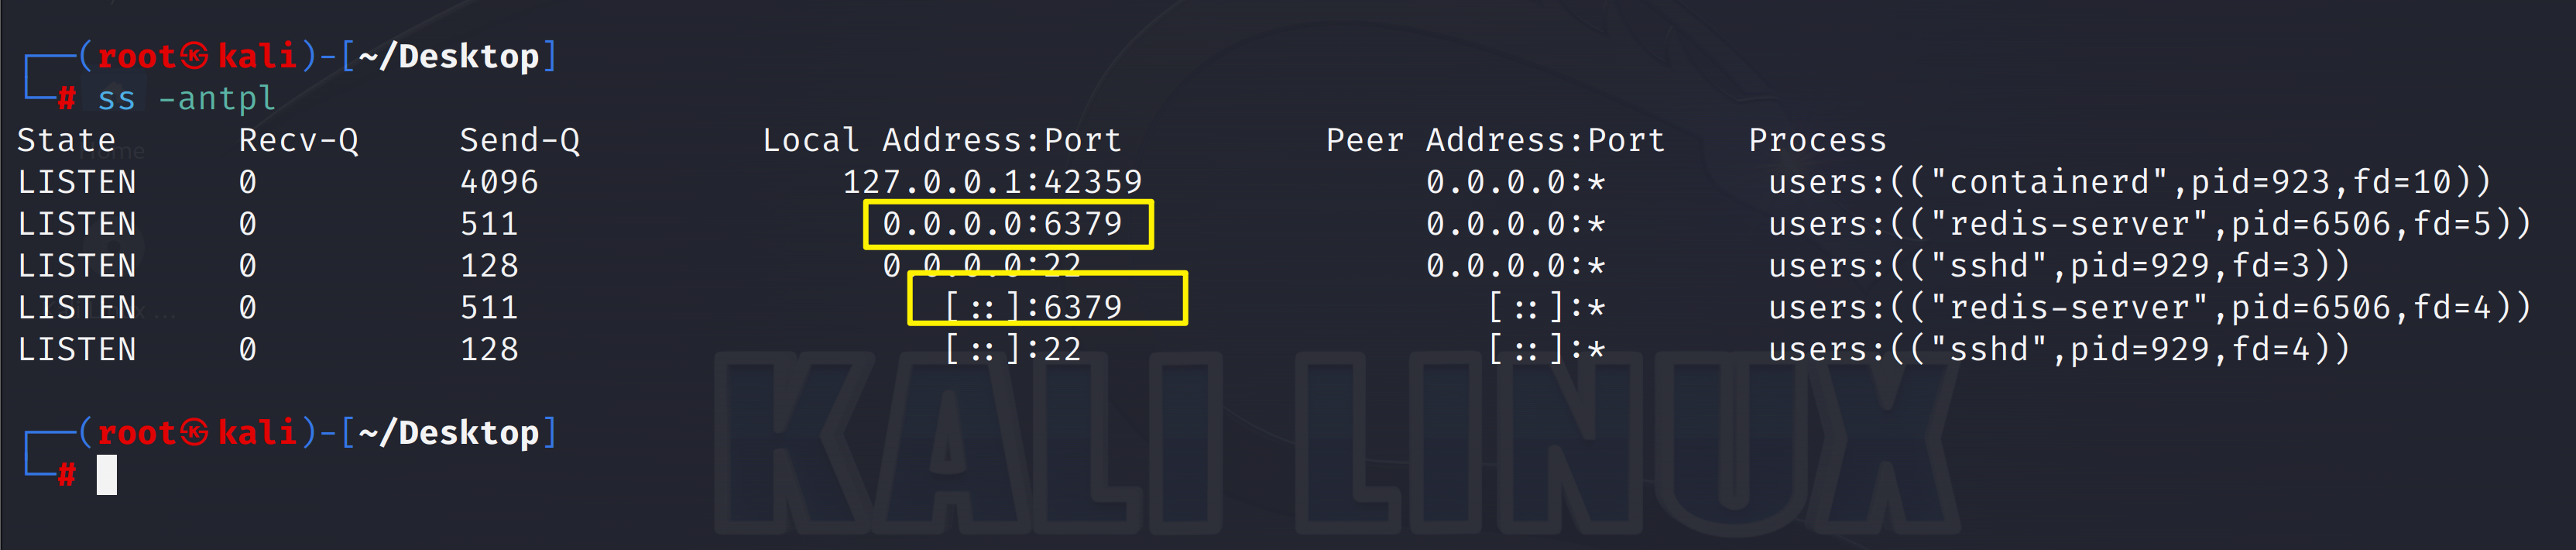 ┌──(root㉿kali)-[~/Desktop]
└─# ss -antpl
State Recv-Q Send-Q Local Address:Port Peer Address:Port Process
LISTEN 0 4096 127.0.0.1:42359 0.0.0.0:* users:(("containerd",pid=923,fd=10))
LISTEN 0 511 0.0.0.0:6379 0.0.0.0:* users:(("redis-server",pid=6506,fd=5))
LISTEN 0 128 0.0.0.0:22 0.0.0.0:* users:(("sshd",pid=929,fd=3))
LISTEN 0 511 [::]:6379 [::]:* users:(("redis-server",pid=6506,fd=4))
LISTEN 0 128 [::]:22 [::]:* users:(("sshd",pid=929,fd=4))
┌──(root㉿kali)-[~/Desktop]
└─#
KALI LINUX
Home